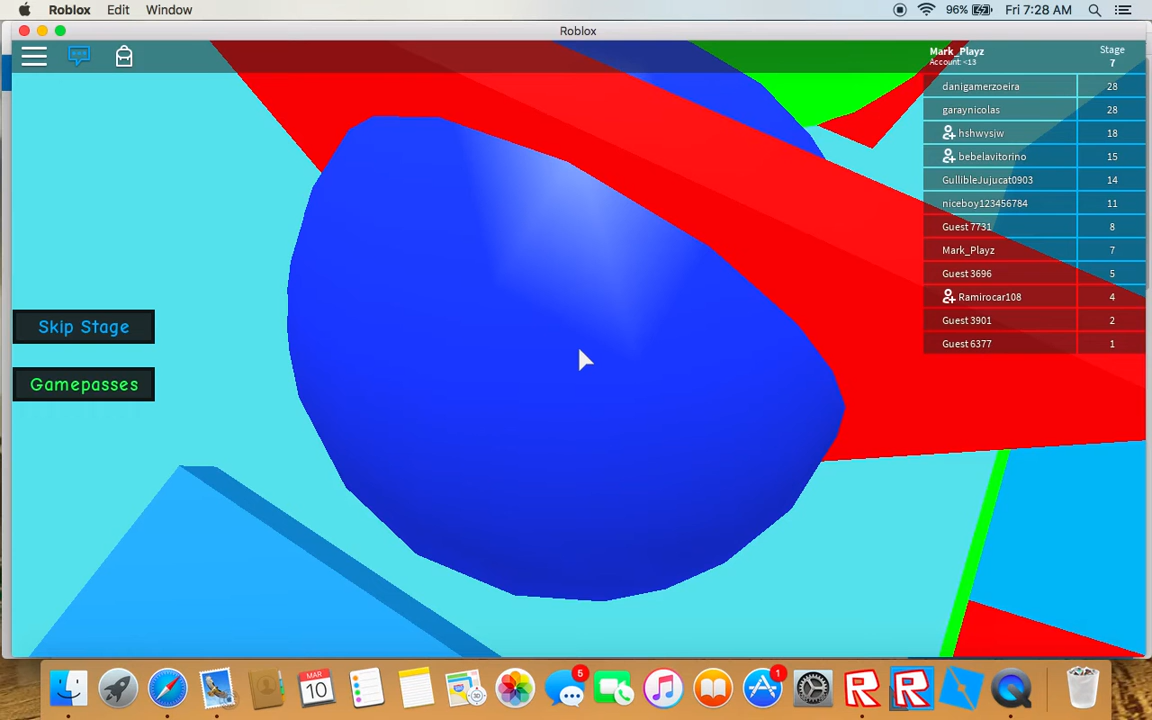 Roblox Edit Window 96% Fri 7:28 AM
Roblox
Mark_Playz Stage
Account: <13 7
danigamerzoeira 28
garaynicolas 28
hshwysjw 18
bebelavitorino 15
GullibleJujucat0903 14
niceboy123456784 11
Guest 7731 8
Mark_Playz 7
Guest 3696 5
Ramirocar108 4
Guest 3901 2
Guest 6377 1
Skip Stage
Gamepasses
MAR
10
5
1